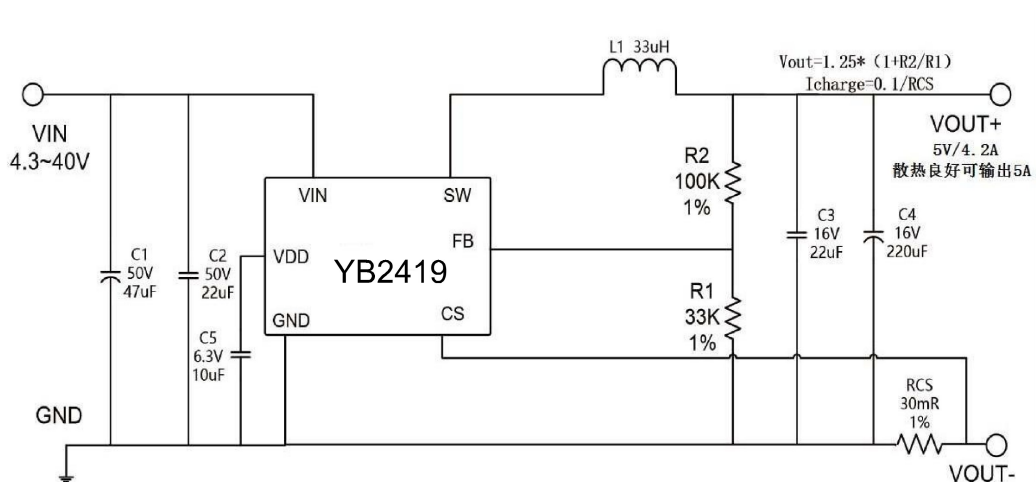 L1 33uH
Vout=1.25*（1+R2/R1）
Icharge=0.1/RCS
VIN
4.3~40V
VOUT+
5V/4.2A
散热良好可输出5A
R2
100K
1%
VIN
SW
FB
VDD
YB2419
GND
CS
C1
50V
47uF
C2
50V
22uF
C3
16V
22uF
C4
16V
220uF
R1
33K
1%
C5
6.3V
10uF
RCS
30mR
1%
GND
VOUT-